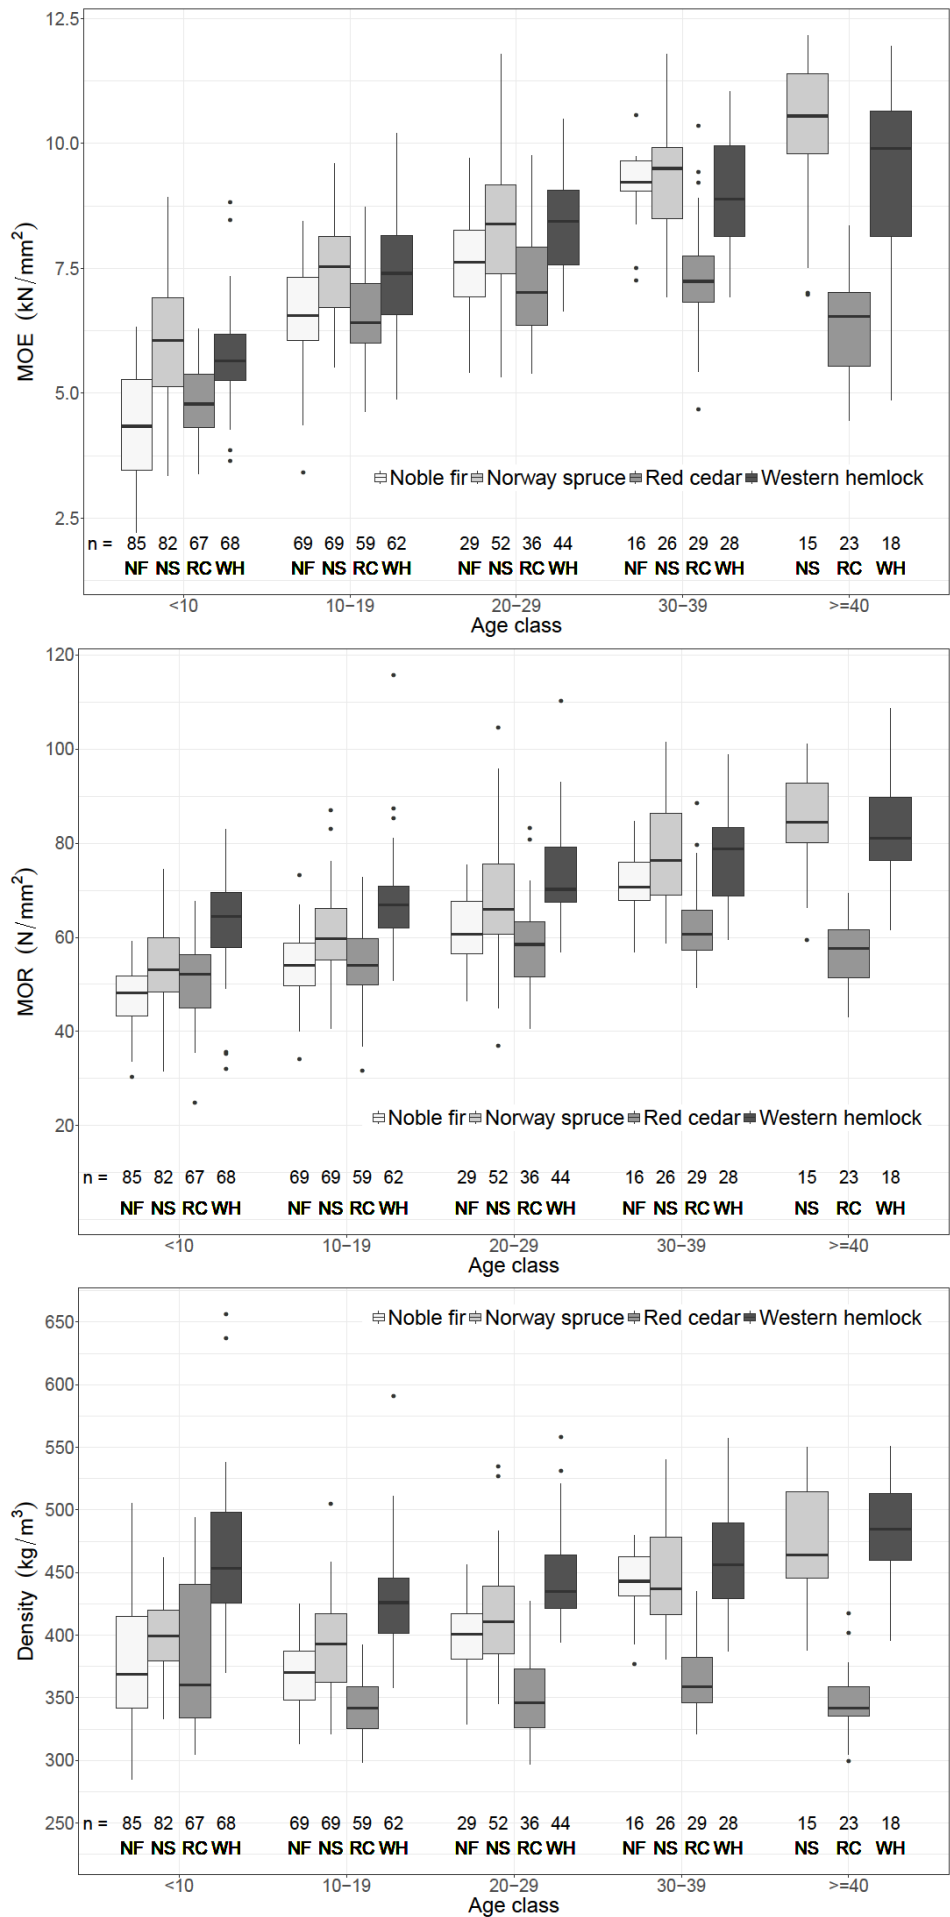 12.5
10.0
7.5
5.0
2.5
MOE (kN/mm²)
Noble fir Norway spruce Red cedar Western hemlock
n = 85 82 67 68 69 69 59 62 29 52 36 44 16 26 29 28 15 23 18
NF NS RC WH NF NS RC WH NF NS RC WH NF NS RC WH NS RC WH
<10 10−19 20−29 30−39 >=40
Age class
120
100
80
60
40
20
MOR (N/mm²)
Noble fir Norway spruce Red cedar Western hemlock
n = 85 82 67 68 69 69 59 62 29 52 36 44 16 26 29 28 15 23 18
NF NS RC WH NF NS RC WH NF NS RC WH NF NS RC WH NS RC WH
<10 10−19 20−29 30−39 >=40
Age class
Noble fir Norway spruce Red cedar Western hemlock
650
600
550
500
450
400
350
300
250
Density (kg/m³)
n = 85 82 67 68 69 69 59 62 29 52 36 44 16 26 29 28 15 23 18
NF NS RC WH NF NS RC WH NF NS RC WH NF NS RC WH NS RC WH
<10 10−19 20−29 30−39 >=40
Age class